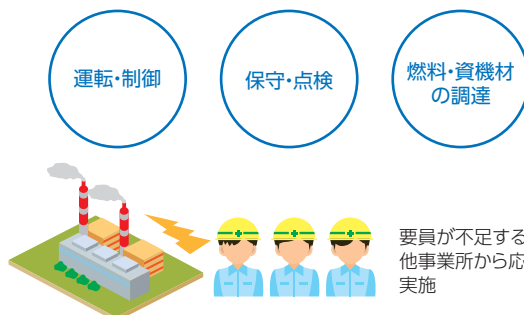 運転・制御
保守・点検
燃料・資機材
の調達
要員が不足する
他事業所から応
実施